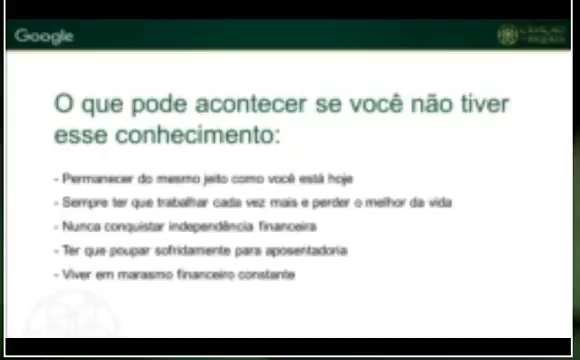 Google
O que pode acontecer se você não tiver
esse conhecimento:
- Permanecer do mesmo jeito como você está hoje
- Sempre ter que trabalhar cada vez mais e perder o melhor da vida
- Nunca conquistar independência financeira
- Ter que poupar sofridamente para aposentadoria
- Viver em marasmo financeiro constante